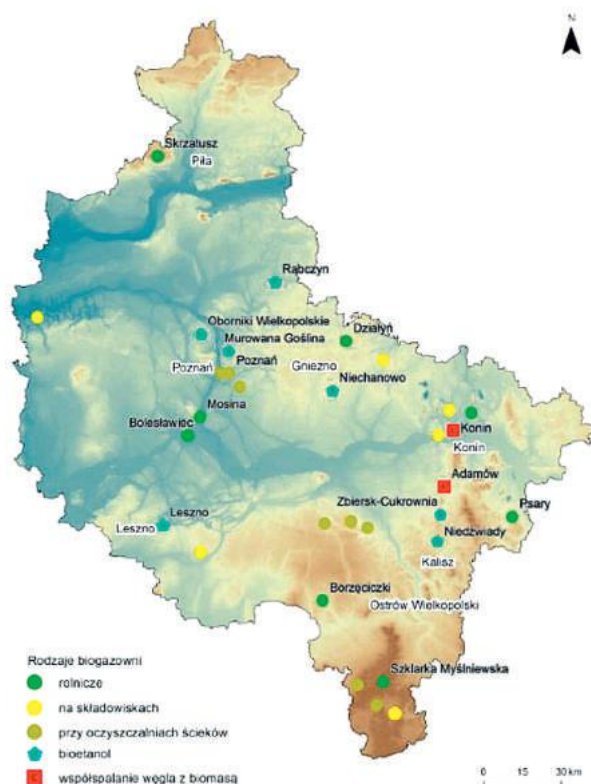 N
Skrzatusz
Piła
Rąbczyn
Oborniki Wielkopolskie
Murowana Goślina
Działyń
Poznań
Poznań
Gniezno
Niechanowo
Mosina
Bolesławiec
Konin
Konin
Adamów
Zbiersk-Cukrownia
Psary
Leszno
Leszno
Niedźwiady
Kalisz
Borzęciczki
Ostrów Wielkopolski
Szklarka Myślniewska
Rodzaje biogazowni
rolnicze
na składowiskach
przy oczyszczalniach ścieków
bioetanol
współspalanie węgla z biomasą
0 15 30 km